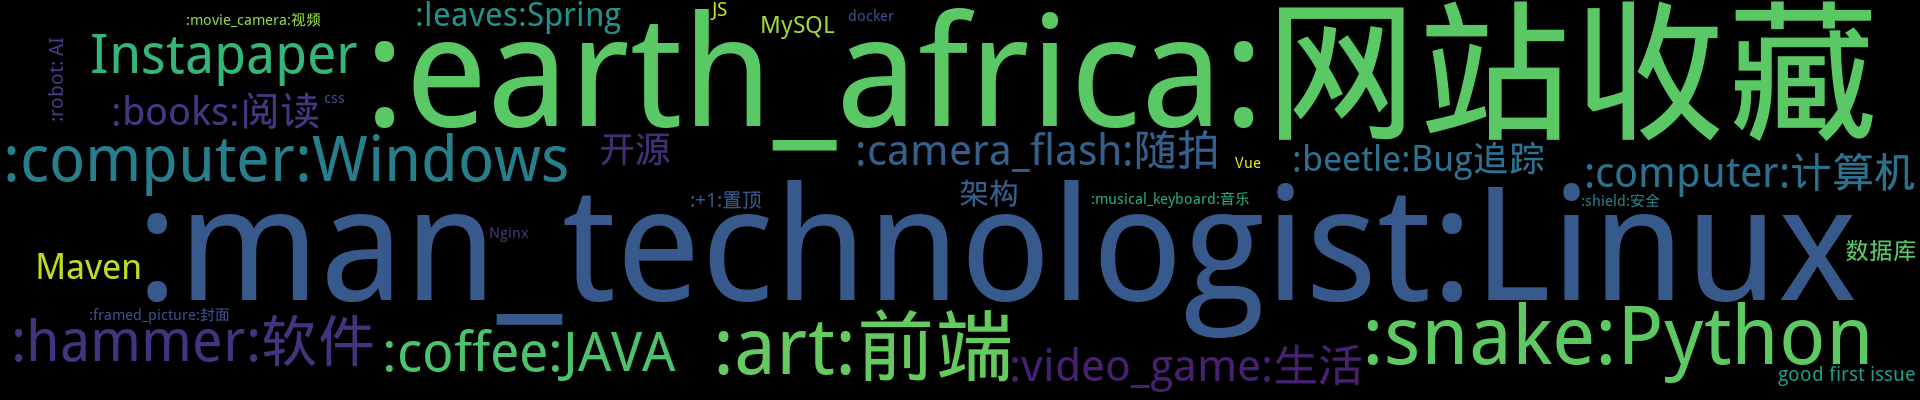 :movie_camera:视频
:leaves:Spring
JS
MySQL
docker
:robot: AI
Instapaper
:earth_africa:网站收藏
:books:阅读
css
:computer:Windows
开源
:camera_flash:随拍
Vue
:beetle:Bug追踪
:computer:计算机
:+1:置顶
架构
:musical_keyboard:音乐
:shield:安全
:man_technologist:Linux
Nginx
数据库
Maven
:framed_picture:封面
:hammer:软件
:coffee:JAVA
:art:前端
:video_game:生活
:snake:Python
good first issue